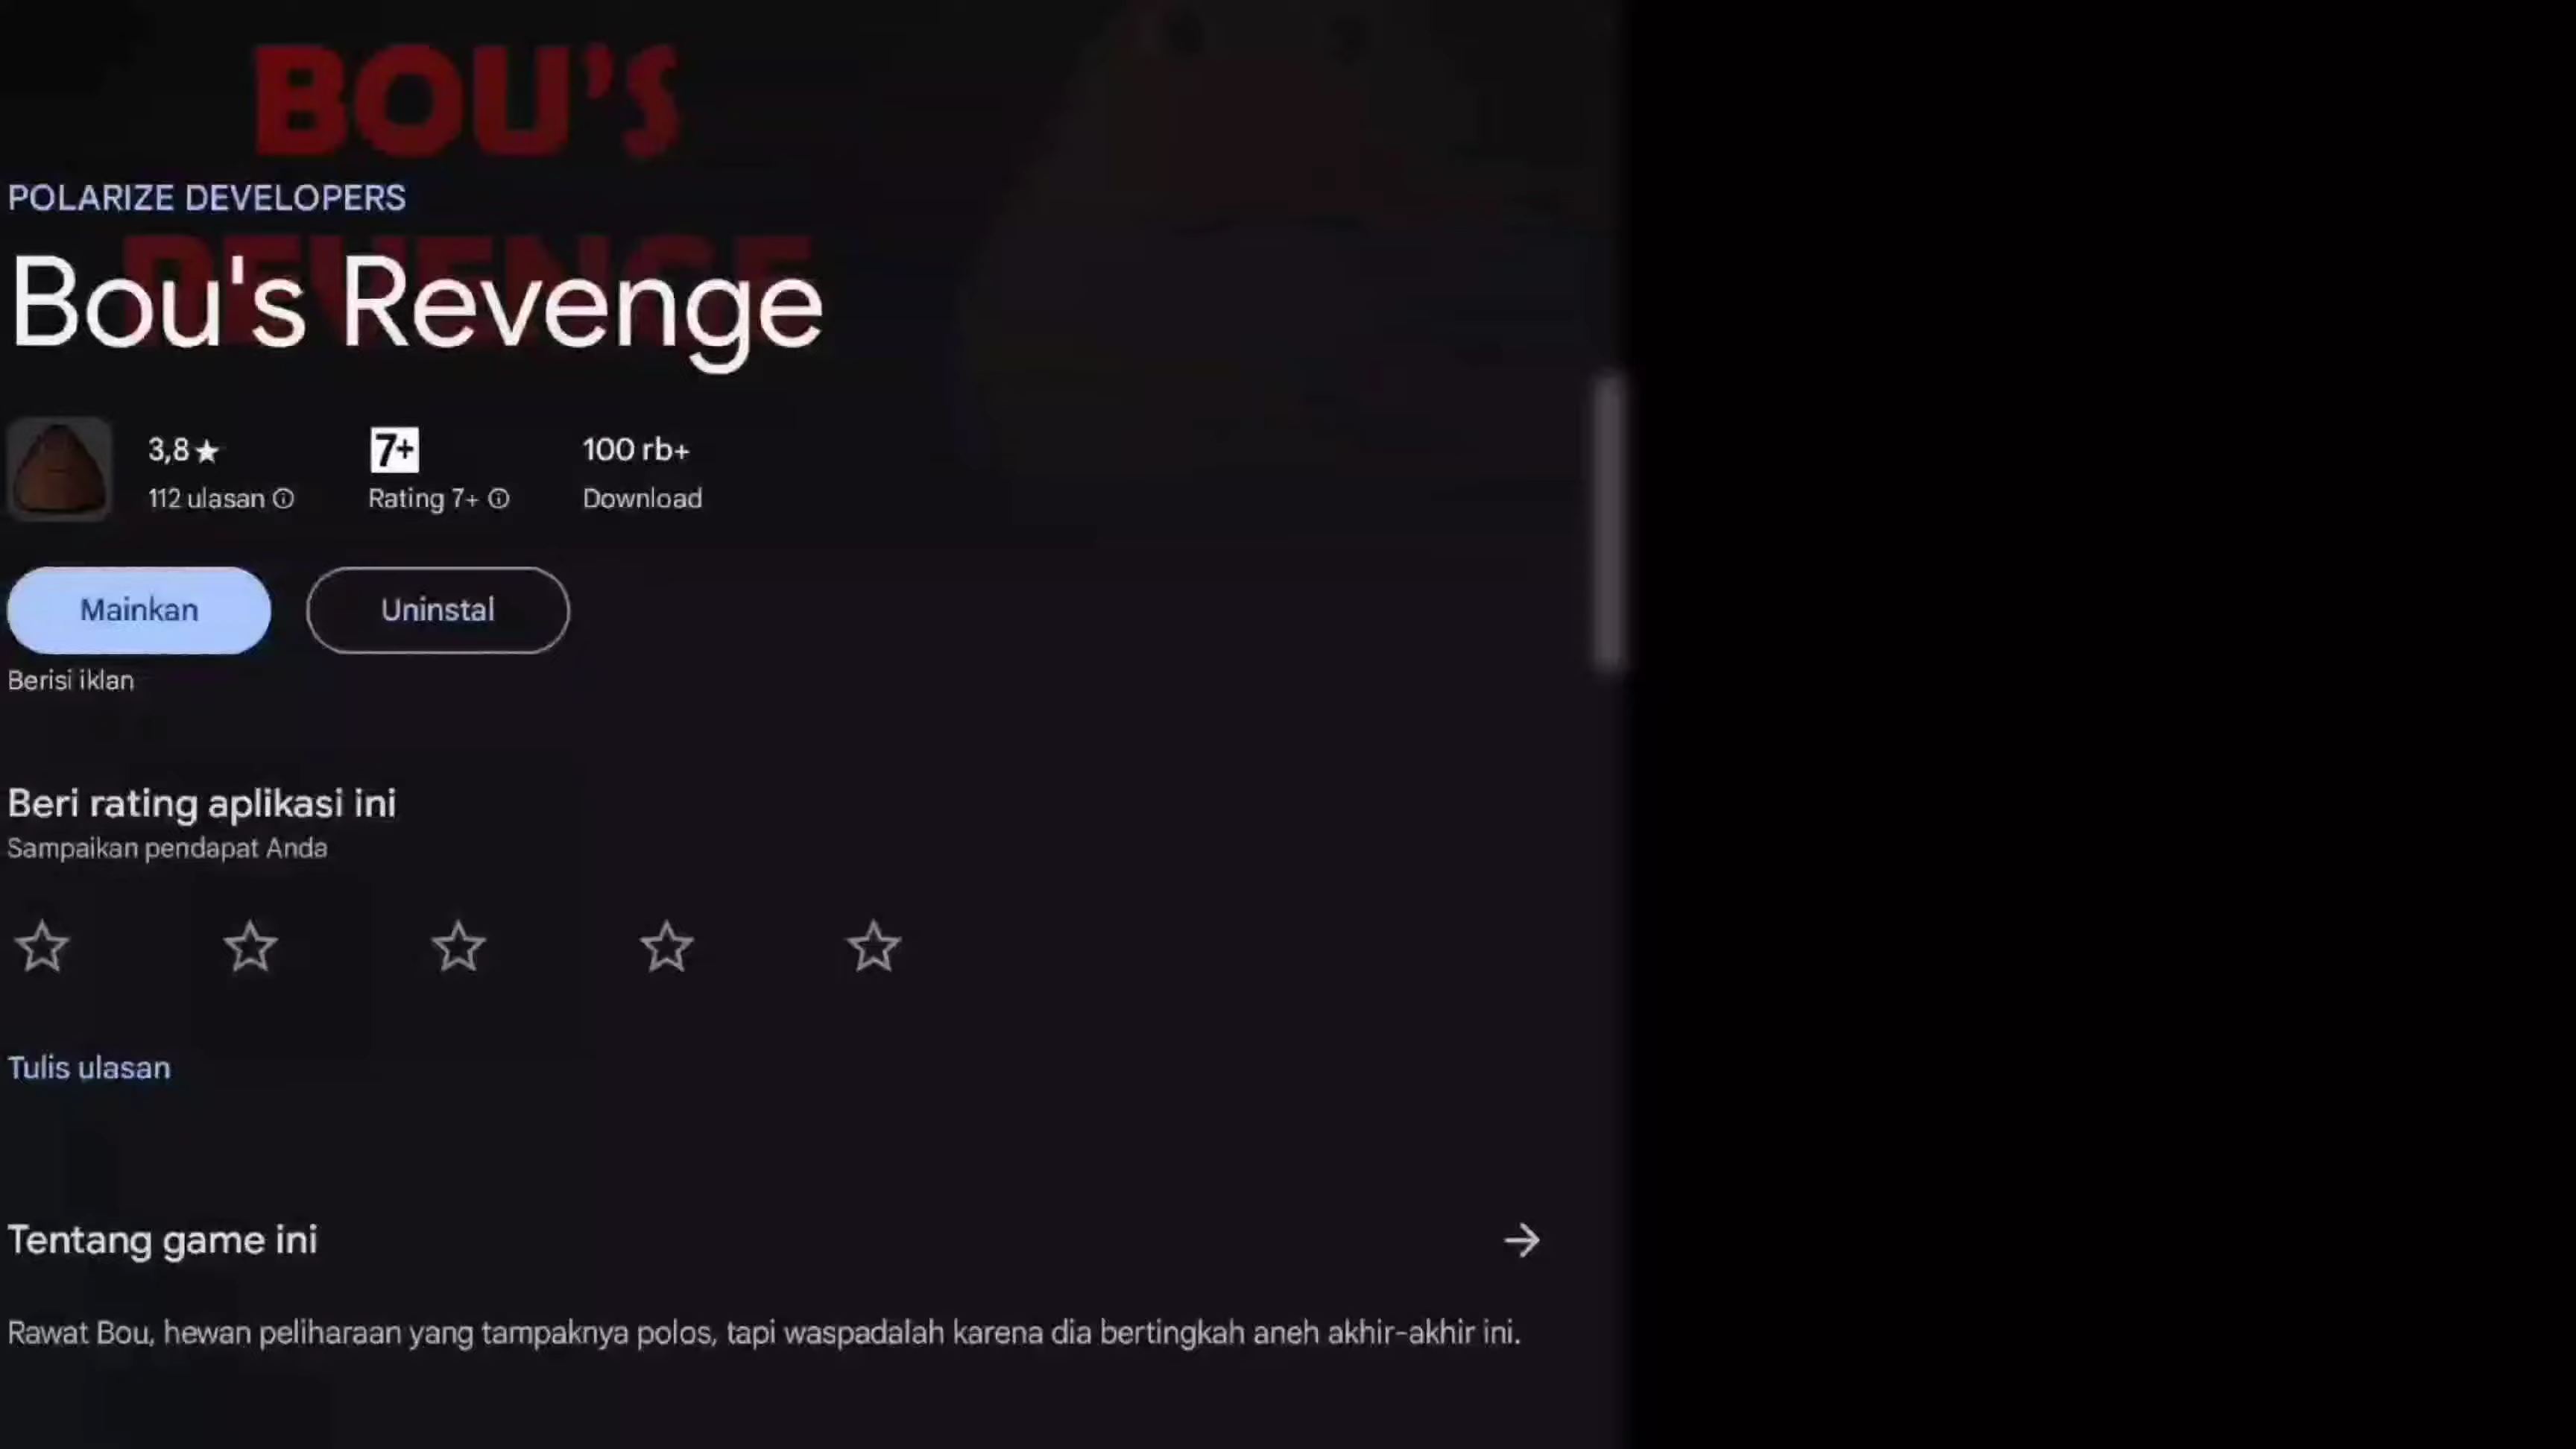 BOU'S
POLARIZE DEVELOPERS
REVENGE
Bou's Revenge
3,8★
7+
100 rb+
112 ulasan
Rating 7+
Download
Mainkan
Uninstal
Berisi iklan
Beri rating aplikasi ini
Sampaikan pendapat Anda
Tulis ulasan
Tentang game ini
Rawat Bou, hewan peliharaan yang tampaknya polos, tapi waspadalah karena dia bertingkah aneh akhir-akhir ini.